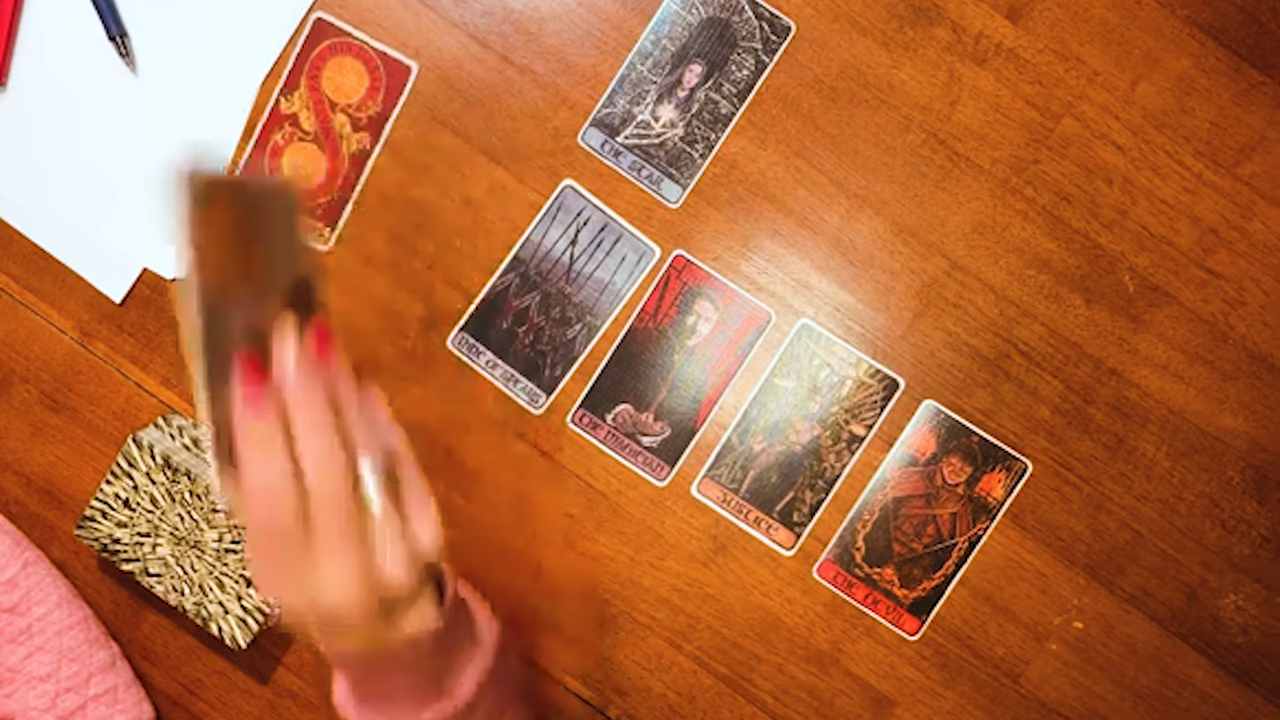 THE STAR
NINE OF SPEARS
THE MAGICIAN
JUSTICE
THE DEVIL